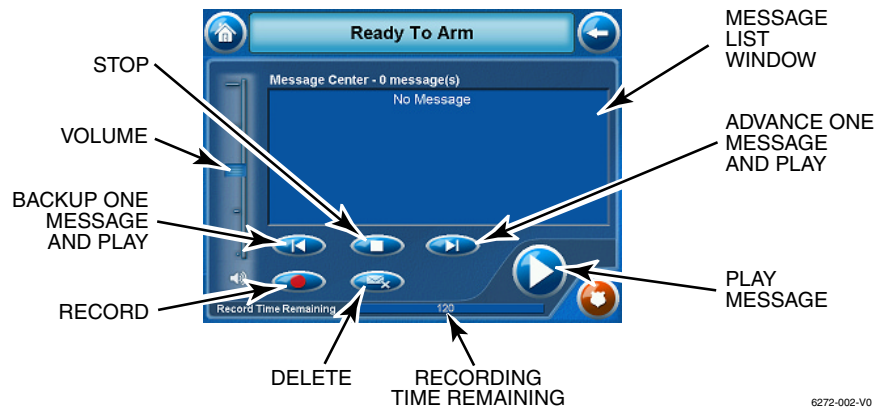 Ready To Arm
Message Center - 0 message(s)
No Message
Record Time Remaining
120
STOP
VOLUME
BACKUP ONE
MESSAGE
AND PLAY
RECORD
DELETE
RECORDING
TIME REMAINING
MESSAGE
LIST
WINDOW
ADVANCE ONE
MESSAGE
AND PLAY
PLAY
MESSAGE
6272-002-V0